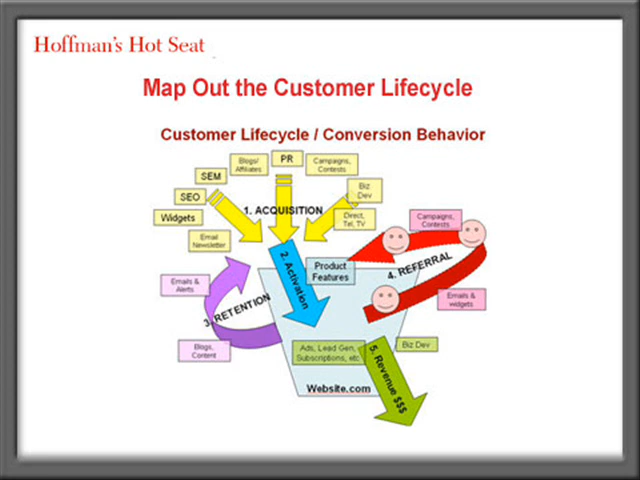 Hoffman's Hot Seat
Map Out the Customer Lifecycle
Customer Lifecycle / Conversion Behavior
PR
Blogs/
Affiliates
Campaigns,
Contests
SEM
SEO
Biz
Dev
Widgets
1. ACQUISITION
Direct,
Tel, TV
Email
Newsletter
Campaigns,
Contests
2. Activation
Product
Features
4. REFERRAL
Emails &
Alerts
3. RETENTION
Emails &
widgets
Blogs,
Content
Ads, Lead Gen,
Subscriptions, etc
Biz Dev
5. Revenue $$$
Website.com